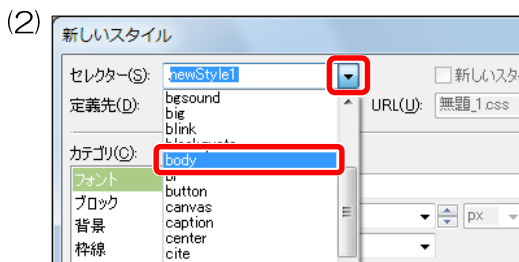 (2)
新しいスタイル
セレクター(S): .newStyle1 新しいスタ
定義先(D): URL(U): 無題_1.css
bgsound
big
blink
カテゴリ(C):
body
フォント
br
button
ブロック
canvas
px
背景
caption
center
枠線
cite